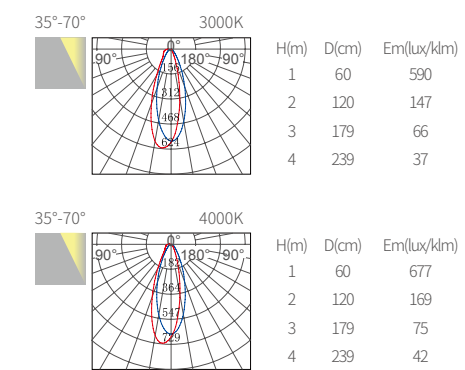 35°-70° 3000K
0°
90° 180° 90°
156
312
468
624
H(m) D(cm) Em(lux/klm)
1 60 590
2 120 147
3 179 66
4 239 37
35°-70° 4000K
0°
90° 180° 90°
182
364
547
729
H(m) D(cm) Em(lux/klm)
1 60 677
2 120 169
3 179 75
4 239 42